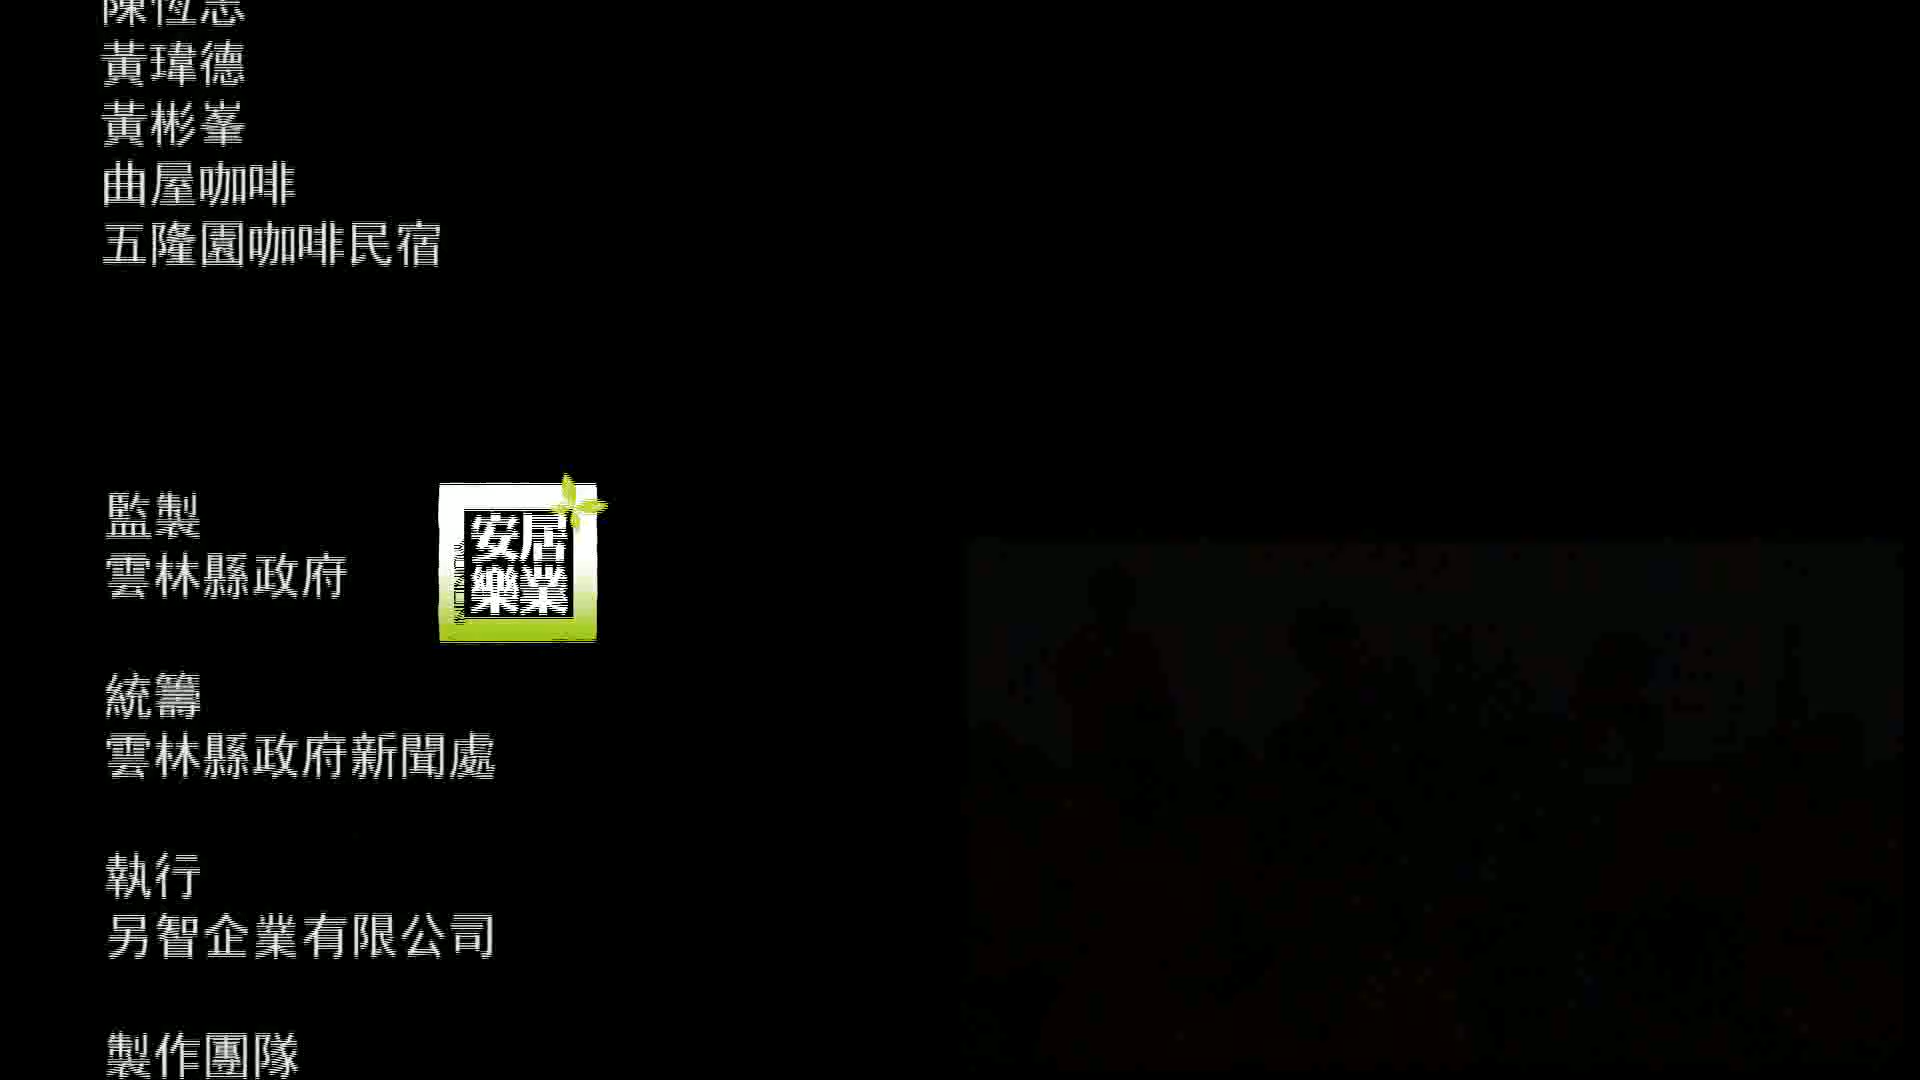 黃瑋德
黃彬峯
曲屋咖啡
五隆園咖啡民宿
監製
雲林縣政府
安居
樂業
統籌
雲林縣政府新聞處
執行
另智企業有限公司
製作團隊